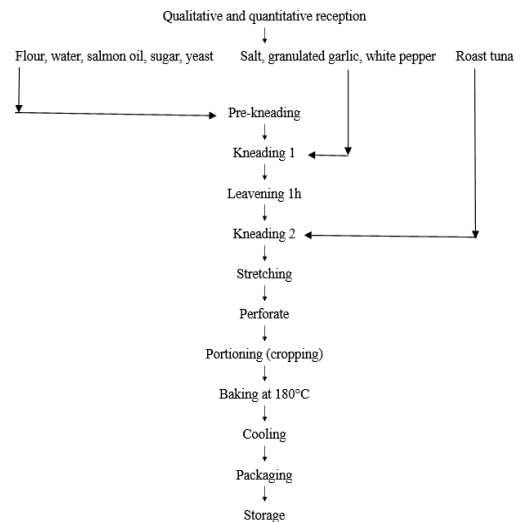 Qualitative and quantitative reception
Flour, water, salmon oil, sugar, yeast
Salt, granulated garlic, white pepper
Roast tuna
Pre-kneading
Kneading 1
Leavening 1h
Kneading 2
Stretching
Perforate
Portioning (cropping)
Baking at 180°C
Cooling
Packaging
Storage